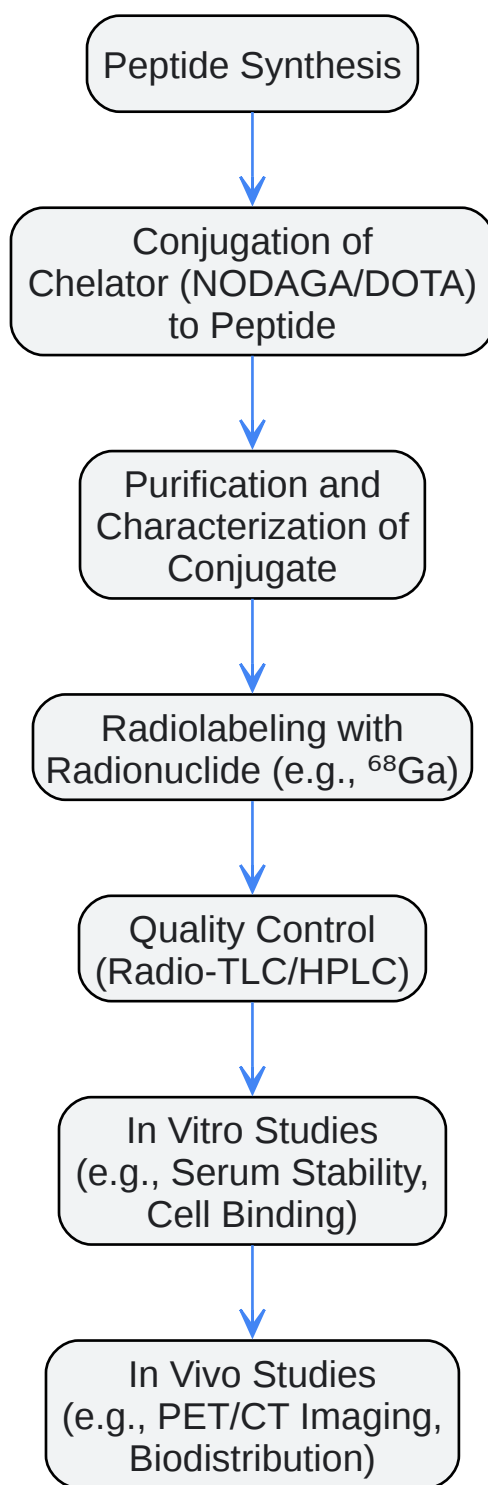 Peptide Synthesis
Conjugation of
Chelator (NODAGA/DOTA)
to Peptide
Purification and
Characterization of
Conjugate
Radiolabeling with
Radionuclide (e.g., ⁶⁸Ga)
Quality Control
(Radio-TLC/HPLC)
In Vitro Studies
(e.g., Serum Stability,
Cell Binding)
In Vivo Studies
(e.g., PET/CT Imaging,
Biodistribution)